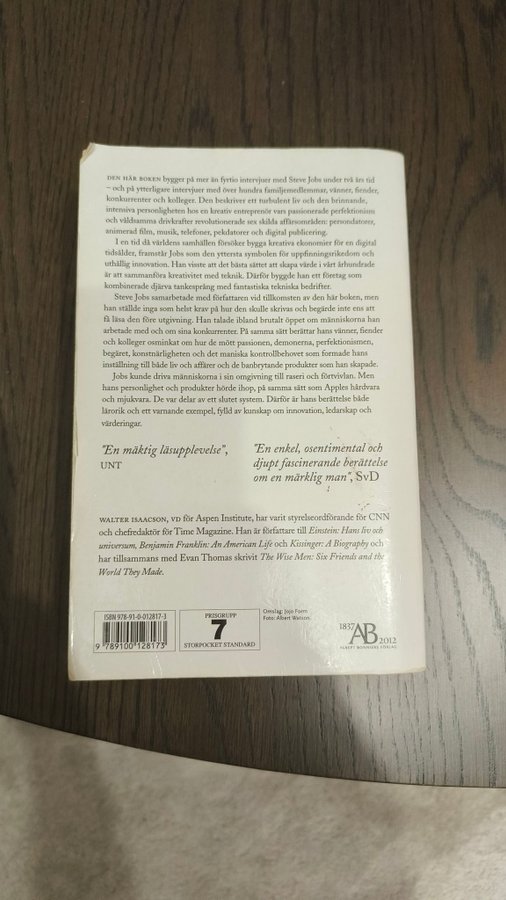 DEN HÄR BOKEN bygger på mer än fyrtio intervjuer med Steve Jobs under två års tid
– och på ytterligare intervjuer med över hundra familjemedlemmar, vänner, fiender,
konkurrenter och kolleger. Den beskriver ett turbulent liv och den brinnande,
intensiva personligheten hos en kreativ entreprenör vars passionerade perfektionism
och våldsamma drivkrafter revolutionerade sex skilda affärsområden: persondatorer,
animerad film, musik, telefoner, pekdatorer och digital publicering.
I en tid då världens samhällen försöker bygga kreativa ekonomier för en digital
tidsålder, framstår Jobs som den yttersta symbolen för uppfinningsrikedom och
uthållig innovation. Han visste att det bästa sättet att skapa värde i vårt århundrade
är att sammanföra kreativitet med teknik. Därför byggde han ett företag som
kombinerade djärva tankesprång med fantastiska tekniska bedrifter.
Steve Jobs samarbetade med författaren vid tillkomsten av den här boken, men
han ställde inga som helst krav på hur den skulle skrivas och begärde inte ens att
få läsa den före utgivning. Han talade ibland brutalt öppet om människorna han
arbetade med och om sina konkurrenter. På samma sätt berättar hans vänner, fiender
och kolleger osminkat om hur de mött passionen, demonerna, perfektionismen,
begäret, konstnärligheten och det maniska kontrollbehovet som formade hans
inställning till både liv och affärer och de banbrytande produkter som han skapade.
Jobs kunde driva människorna i sin omgivning till raseri och förtvivlan. Men
hans personlighet och produkter hörde ihop, på samma sätt som Apples hårdvara
och mjukvara. De var delar av ett slutet system. Därför är hans berättelse både
lärorik och ett varnande exempel, fylld av kunskap om innovation, ledarskap och
värderingar.
"En mäktig läsupplevelse",
UNT
"En enkel, osentimental och
djupt fascinerande berättelse
om en märklig man", SvD
WALTER ISAACSON, VD för Aspen Institute, har varit styrelseordförande för CNN
och chefredaktör för Time Magazine. Han är författare till Einstein: Hans liv och
universum, Benjamin Franklin: An American Life och Kissinger: A Biography och
har tillsammans med Evan Thomas skrivit The Wise Men: Six Friends and the
World They Made.
ISBN 978-91-0-012817-3
9 789100 128173
PRISGRUPP
7
STORPOCKET STANDARD
Omslag: Jojo Form
Foto: Albert Watson
1837 AB 2012
ALBERT BONNIERS FÖRLAG